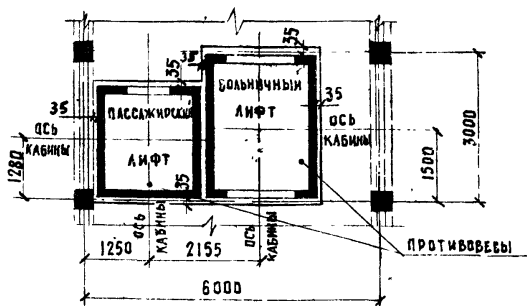 35
35
35
БОЛЬНИЧНЫЙ
ЛИФТ
35
ПАССАЖИРСКИЙ
ЛИФТ
35
ОСЬ
КАБИНЫ
ОСЬ
КАБИНЫ
1280
3000
1500
35
ОСЬ
КАБИНЫ
ОСЬ
КАБИНЫ
ПРОТИВОВЕСЫ
1250
2155
6000